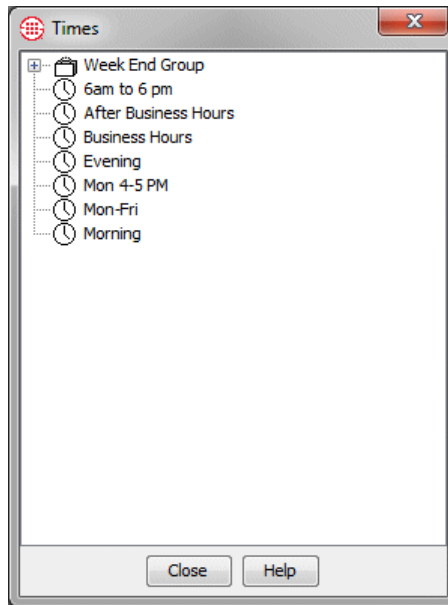 Times
Week End Group
6am to 6 pm
After Business Hours
Business Hours
Evening
Mon 4-5 PM
Mon-Fri
Morning
Close Help